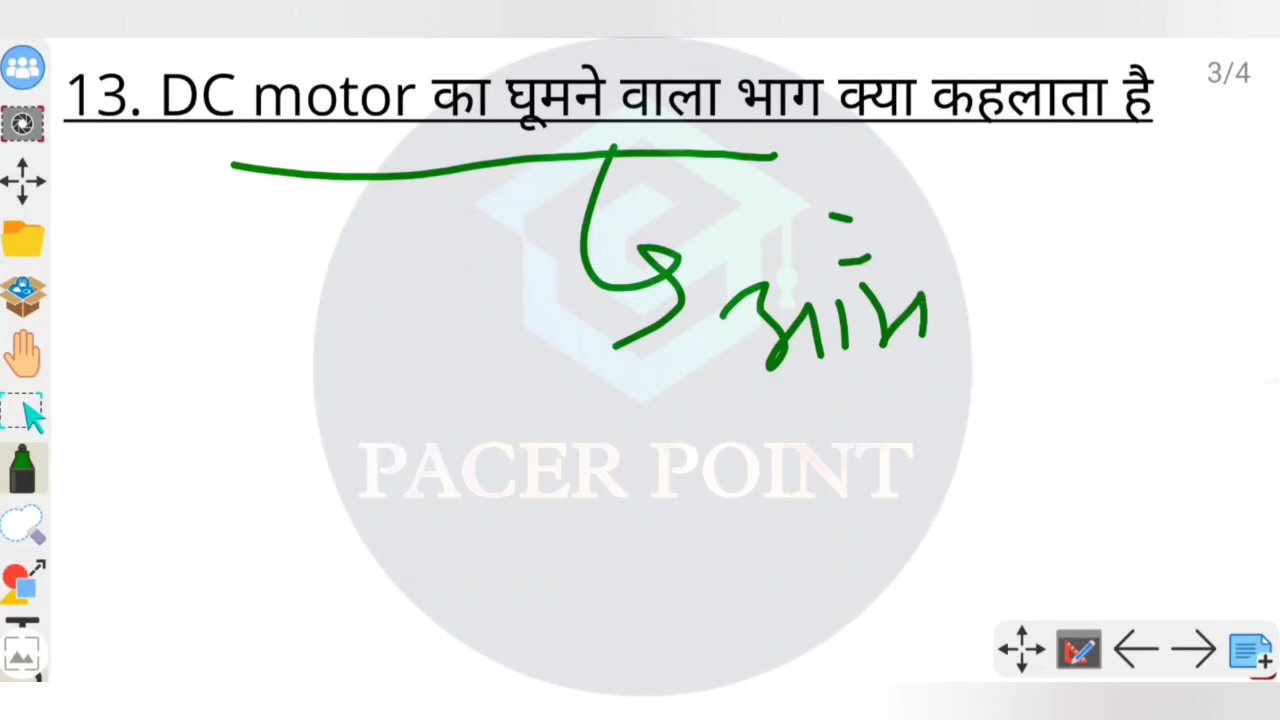 13. DC motor का घूमने वाला भाग क्या कहलाता है
3/4
PACER POINT